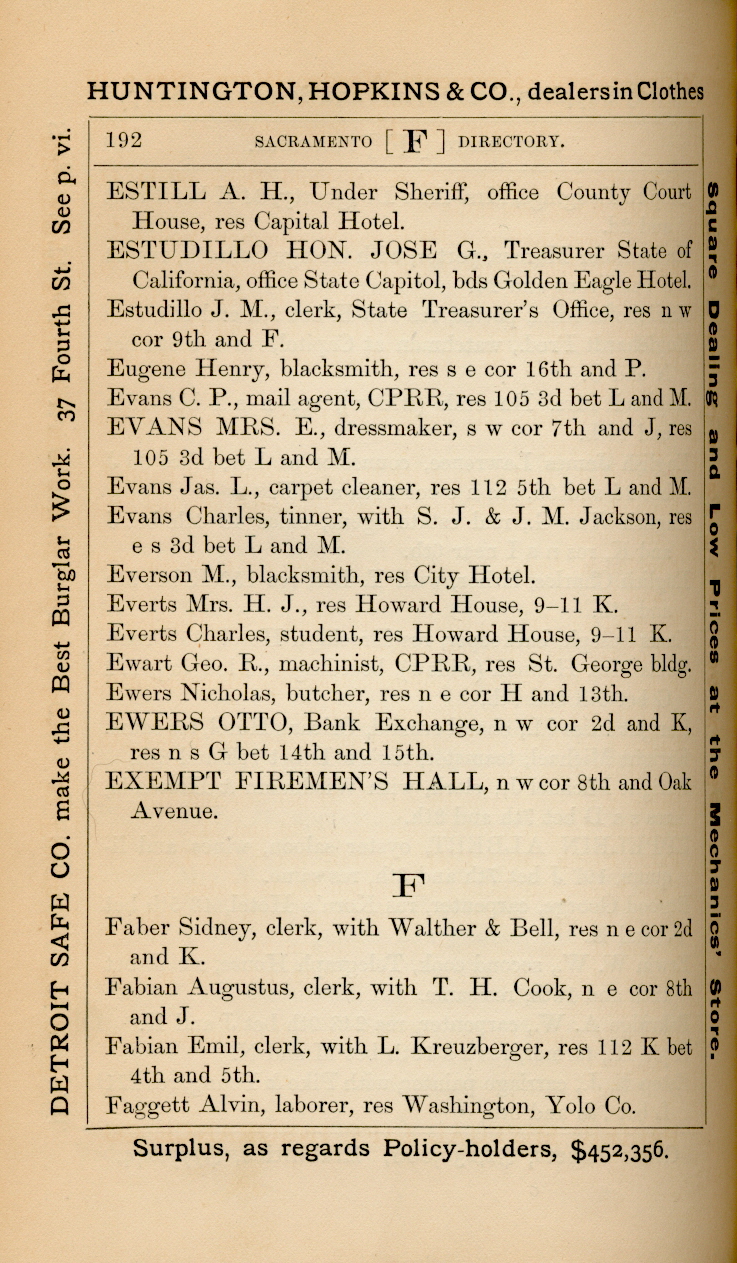 HUNTINGTON, HOPKINS & CO., dealers in Clothes
192 SACRAMENTO [ F ] DIRECTORY.
ESTILL A. H., Under Sheriff, office County Court
House, res Capital Hotel.
ESTUDILLO HON. JOSE G., Treasurer State of
California, office State Capitol, bds Golden Eagle Hotel.
Estudillo J. M., clerk, State Treasurer's Office, res n w
cor 9th and F.
Eugene Henry, blacksmith, res s e cor 16th and P.
Evans C. P., mail agent, CPRR, res 105 3d bet L and M.
EVANS MRS. E., dressmaker, s w cor 7th and J, res
105 3d bet L and M.
Evans Jas. L., carpet cleaner, res 112 5th bet L and M.
Evans Charles, tinner, with S. J. & J. M. Jackson, res
e s 3d bet L and M.
Everson M., blacksmith, res City Hotel.
Everts Mrs. H. J., res Howard House, 9–11 K.
Everts Charles, student, res Howard House, 9–11 K.
Ewart Geo. R., machinist, CPRR, res St. George bldg.
Ewers Nicholas, butcher, res n e cor H and 13th.
EWERS OTTO, Bank Exchange, n w cor 2d and K,
res n s G bet 14th and 15th.
EXEMPT FIREMEN'S HALL, n w cor 8th and Oak
Avenue.
F
Faber Sidney, clerk, with Walther & Bell, res n e cor 2d
and K.
Fabian Augustus, clerk, with T. H. Cook, n e cor 8th
and J.
Fabian Emil, clerk, with L. Kreuzberger, res 112 K bet
4th and 5th.
Faggett Alvin, laborer, res Washington, Yolo Co.
Surplus, as regards Policy-holders, $452,356.
DETROIT SAFE CO. make the Best Burglar Work. 37 Fourth St. See p. vi.
Square Dealing and Low Prices at the Mechanics' Store.